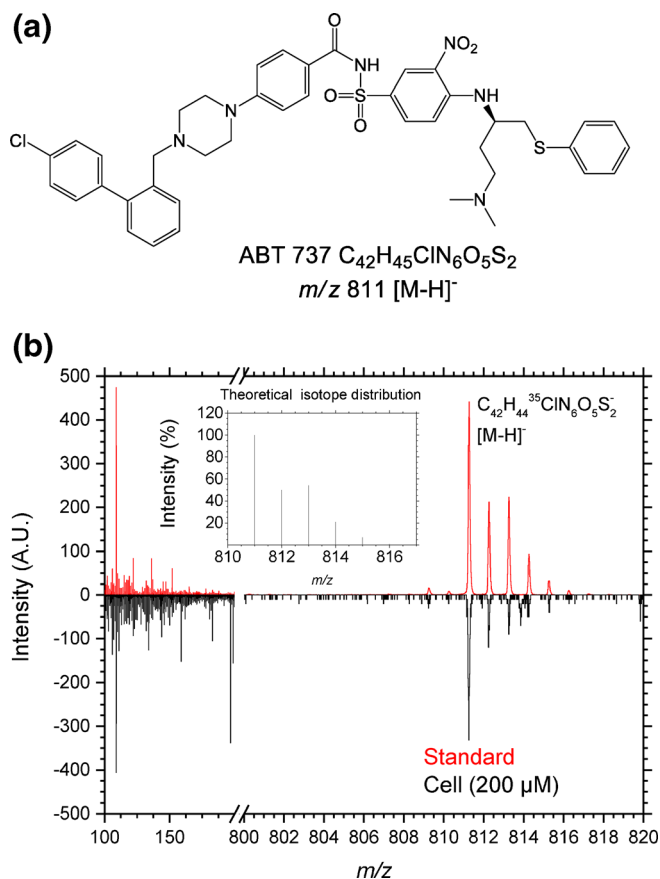 (a)
O
NH
NO₂
O
S
O
NH
N
N
Cl
S
N
ABT 737 C₄₂H₄₅ClN₆O₅S₂
m/z 811 [M-H]⁻
(b)
500
400
300
200
100
0
-100
-200
-300
-400
-500
Intensity (A.U.)
Theoretical isotope distribution
120
100
80
60
40
20
Intensity (%)
810 812 814 816
m/z
C₄₂H₄₄³⁵ClN₆O₅S₂⁻
[M-H]⁻
Standard
Cell (200 µM)
100 150 200 800 802 804 806 808 810 812 814 816 818 820
m/z